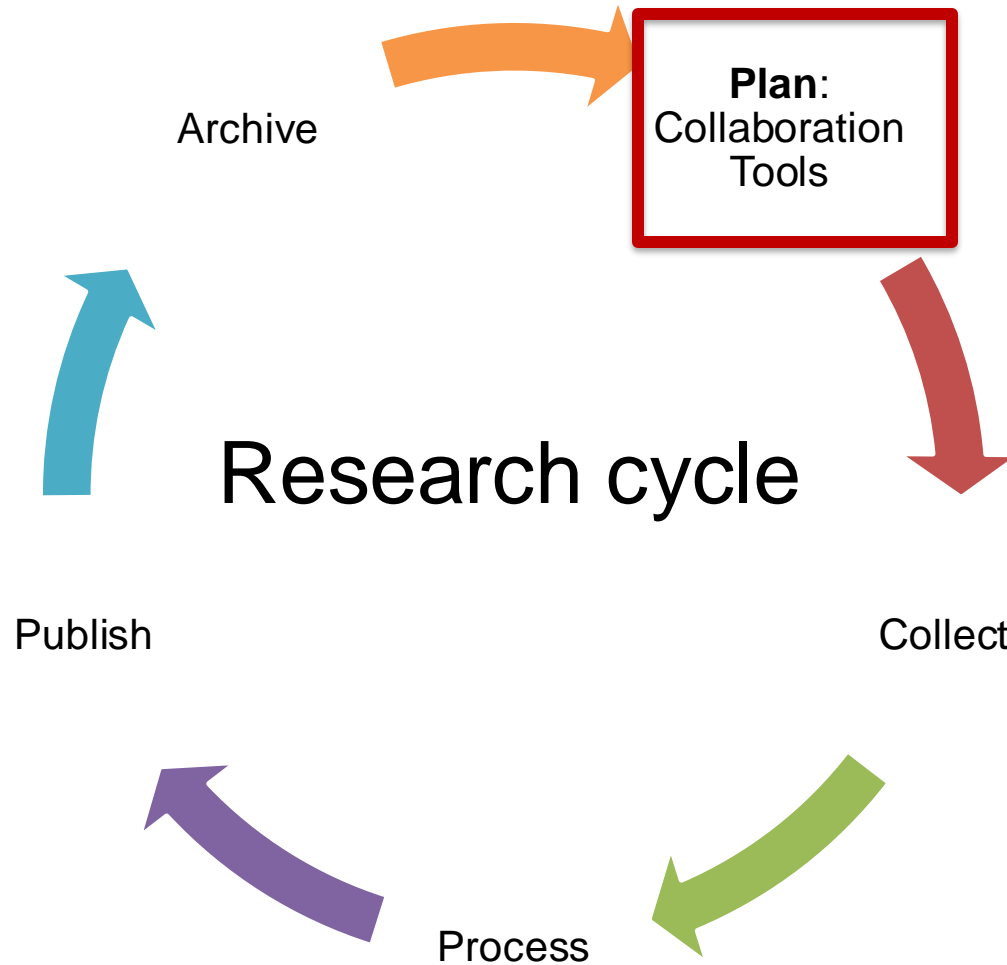 Plan:
Collaboration
Tools
Archive
Research cycle
Publish
Collect
Process